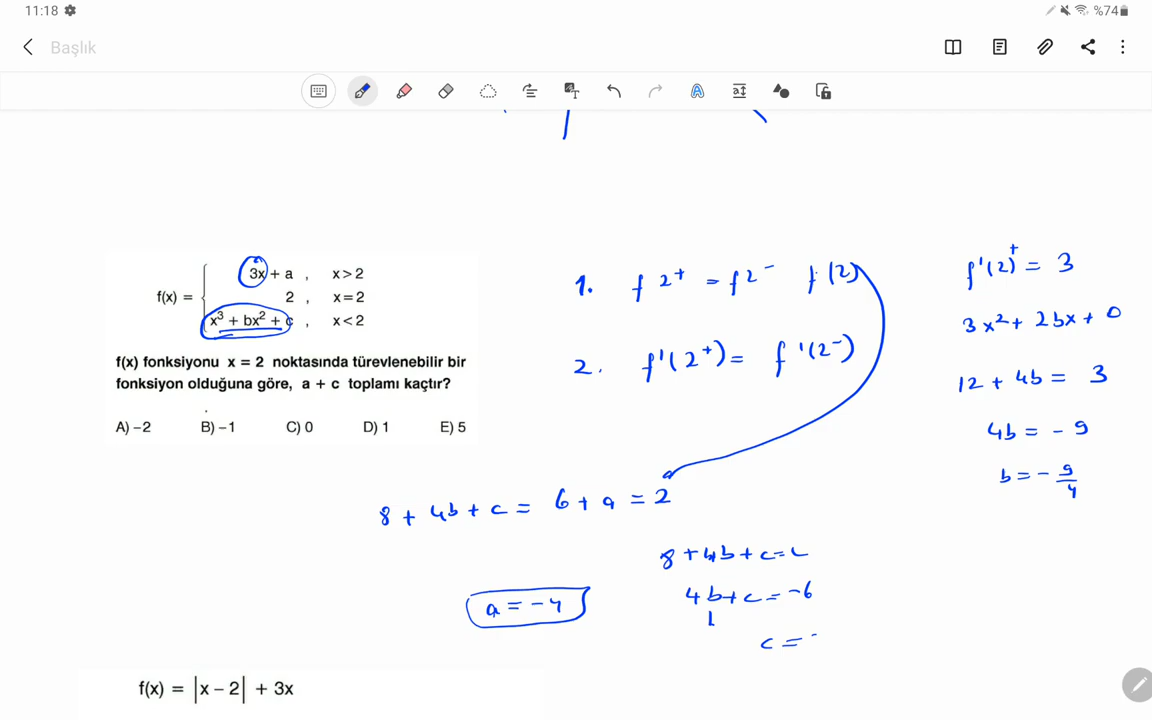 11:18
%74
Başlık
f(x) = { 3x + a , x > 2
2 , x = 2
x³ + bx² + c , x < 2
f(x) fonksiyonu x = 2 noktasında türevlenebilir bir
fonksiyon olduğuna göre, a + c toplamı kaçtır?
A) −2 B) −1 C) 0 D) 1 E) 5
1. f 2⁺ = f 2⁻ f(2)
2. f'(2⁺) = f'(2⁻)
f'(2)⁺ = 3
3x² + 2bx + 0
12 + 4b = 3
4b = -9
b = - 9/4
8 + 4b + c = 6 + a = 2
8 + 4b + c = 2
4b + c = -6
a = -4
c =
f(x) = |x − 2| + 3x